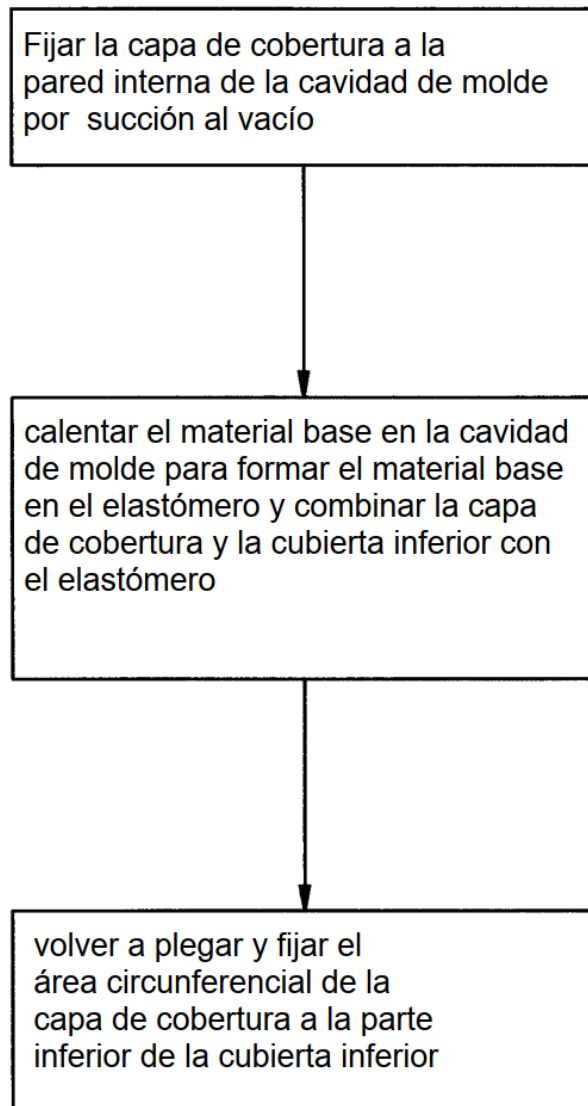 Fijar la capa de cobertura a la
pared interna de la cavidad de molde
por succión al vacío
calentar el material base en la cavidad
de molde para formar el material base
en el elastómero y combinar la capa
de cobertura y la cubierta inferior con
el elastómero
volver a plegar y fijar el
área circunferencial de la
capa de cobertura a la parte
inferior de la cubierta inferior